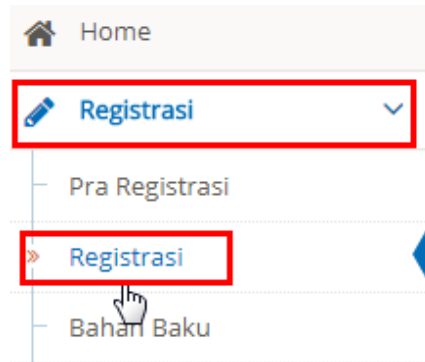 Home
Registrasi
Pra Registrasi
Registrasi
Bahan Baku